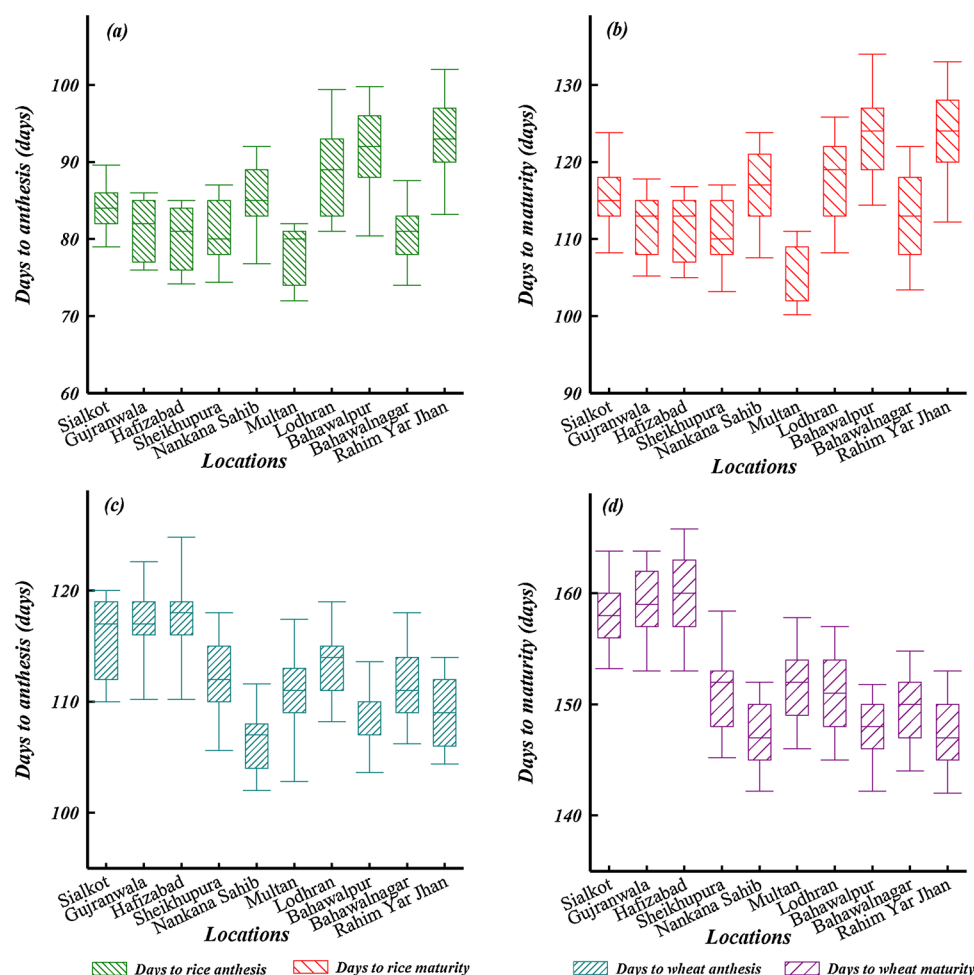 (a)
Days to anthesis (days)
100
90
80
70
60
Sialkot
Gujranwala
Hafizabad
Sheikhupura
Nankana Sahib
Multan
Lodhran
Bahawalpur
Bahawalnagar
Rahim Yar Jhan
Locations
(b)
Days to maturity (days)
130
120
110
100
90
Sialkot
Gujranwala
Hafizabad
Sheikhupura
Nankana Sahib
Multan
Lodhran
Bahawalpur
Bahawalnagar
Rahim Yar Jhan
Locations
(c)
Days to anthesis (days)
120
110
100
Sialkot
Gujranwala
Hafizabad
Sheikhupura
Nankana Sahib
Multan
Lodhran
Bahawalpur
Bahawalnagar
Rahim Yar Jhan
Locations
(d)
Days to maturity (days)
160
150
140
Sialkot
Gujranwala
Hafizabad
Sheikhupura
Nankana Sahib
Multan
Lodhran
Bahawalpur
Bahawalnagar
Rahim Yar Jhan
Locations
Days to rice anthesis
Days to rice maturity
Days to wheat anthesis
Days to wheat maturity